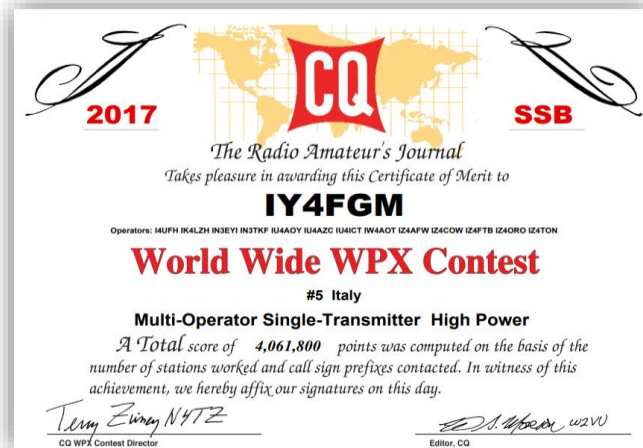 CQ
2017
SSB
The Radio Amateur's Journal
Takes pleasure in awarding this Certificate of Merit to
IY4FGM
Operators: I4UFH IK4LZH IN3EYI IN3TKF IU4AOY IU4AZC IU4ICT IW4AOT IZ4AFW IZ4COW IZ4FTB IZ4ORO IZ4TON
World Wide WPX Contest
#5 Italy
Multi-Operator Single-Transmitter High Power
A Total score of 4,061,800 points was computed on the basis of the
number of stations worked and call sign prefixes contacted. In witness of this
achievement, we hereby affix our signatures on this day.
Terry Zivney N4TZ
W2VU
CQ WPX Contest Director
Editor, CQ